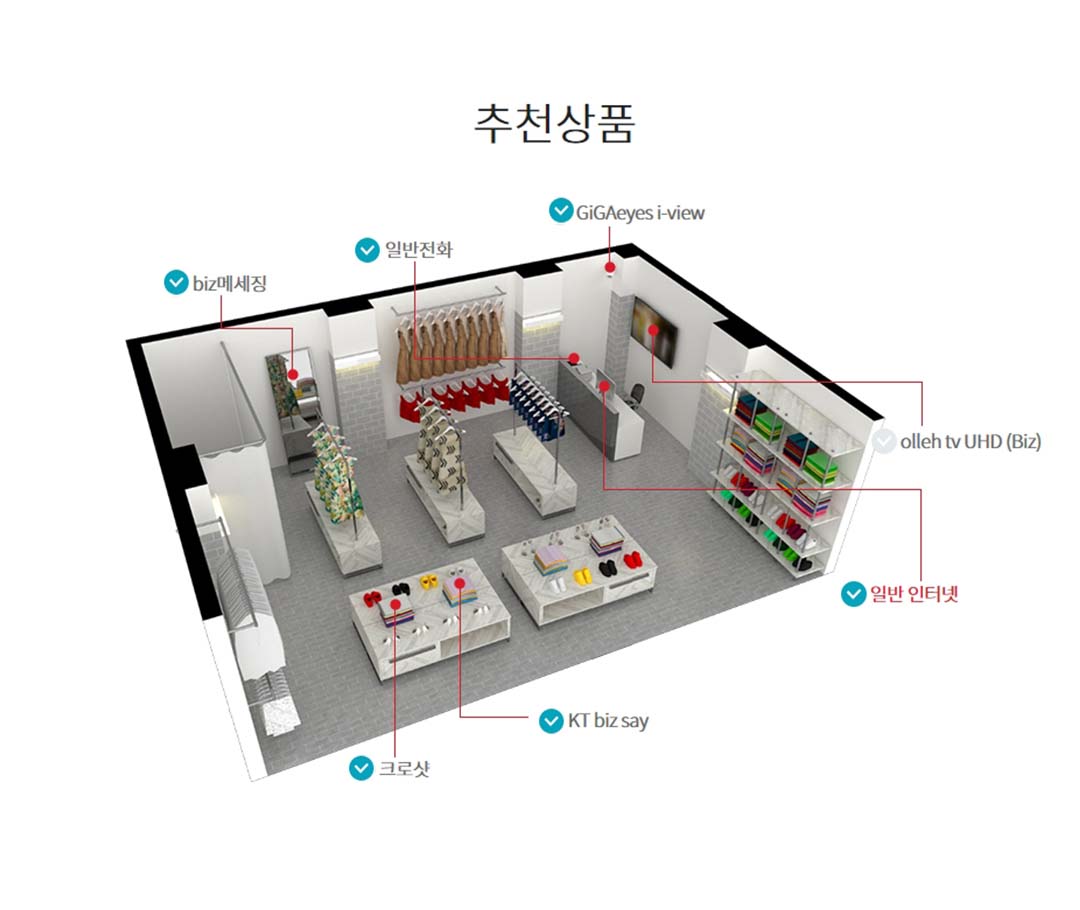 추천상품
GiGAeyes i-view
일반전화
biz메세징
olleh tv UHD (Biz)
일반 인터넷
KT biz say
크로샷